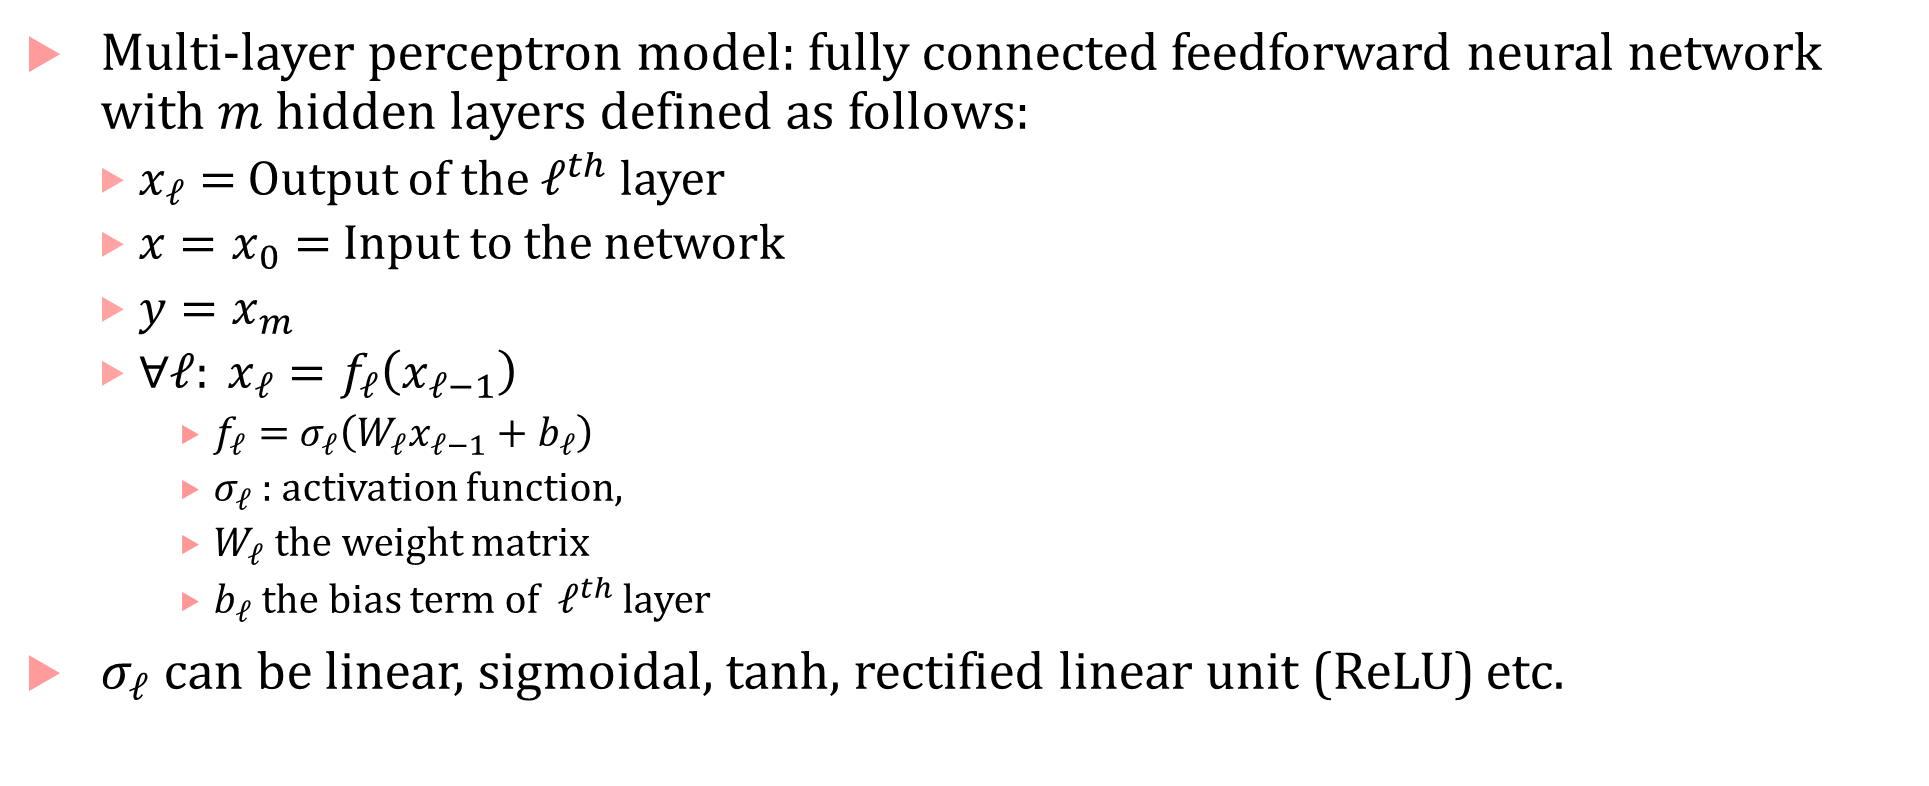 Multi-layer perceptron model: fully connected feedforward neural network
with m hidden layers defined as follows:
x_ℓ = Output of the ℓ^th layer
x = x_0 = Input to the network
y = x_m
∀ℓ: x_ℓ = f_ℓ(x_{ℓ−1})
f_ℓ = σ_ℓ(W_ℓ x_{ℓ−1} + b_ℓ)
σ_ℓ : activation function,
W_ℓ the weight matrix
b_ℓ the bias term of ℓ^th layer
σ_ℓ can be linear, sigmoidal, tanh, rectified linear unit (ReLU) etc.